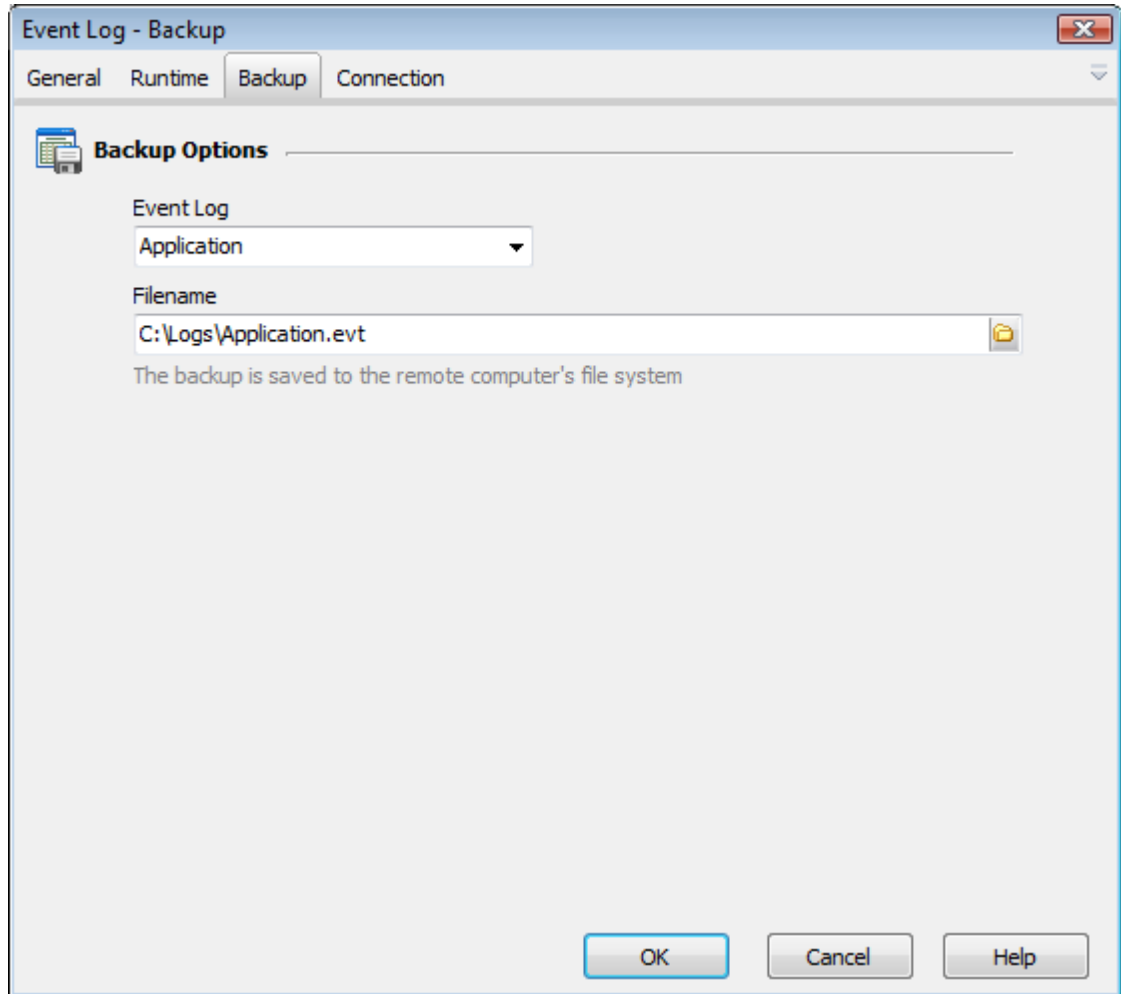 Event Log - Backup
General Runtime Backup Connection
Backup Options
Event Log
Application
Filename
C:\Logs\Application.evt
The backup is saved to the remote computer's file system
OK Cancel Help